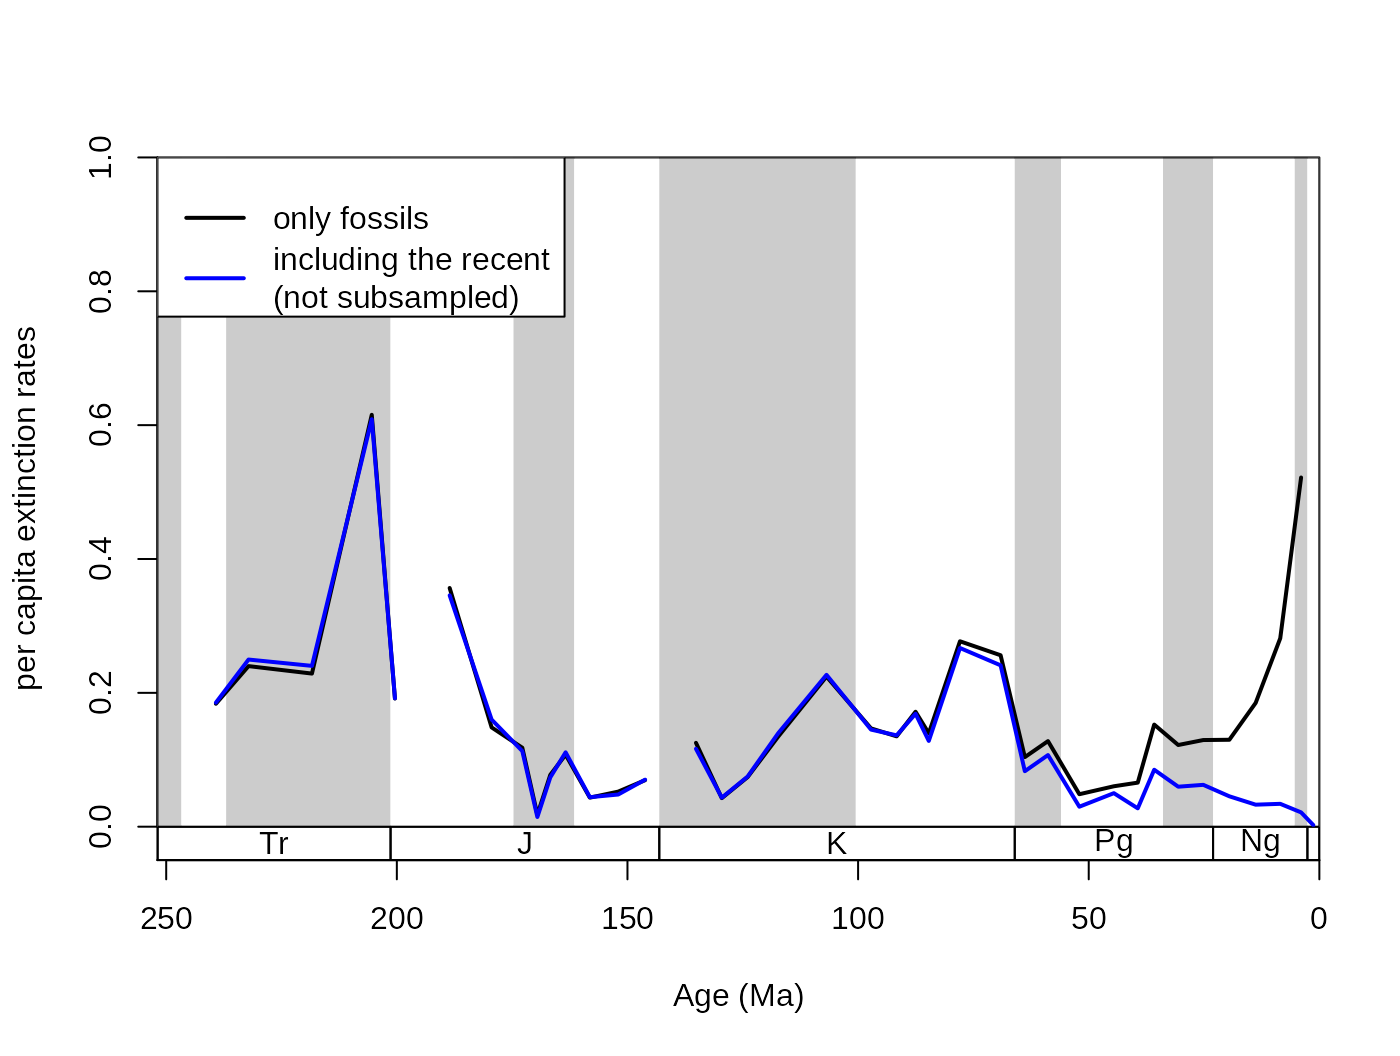 only fossils
including the recent
(not subsampled)
per capita extinction rates
1.0
0.8
0.6
0.4
0.2
0.0
Tr J K Pg Ng
250 200 150 100 50 0
Age (Ma)